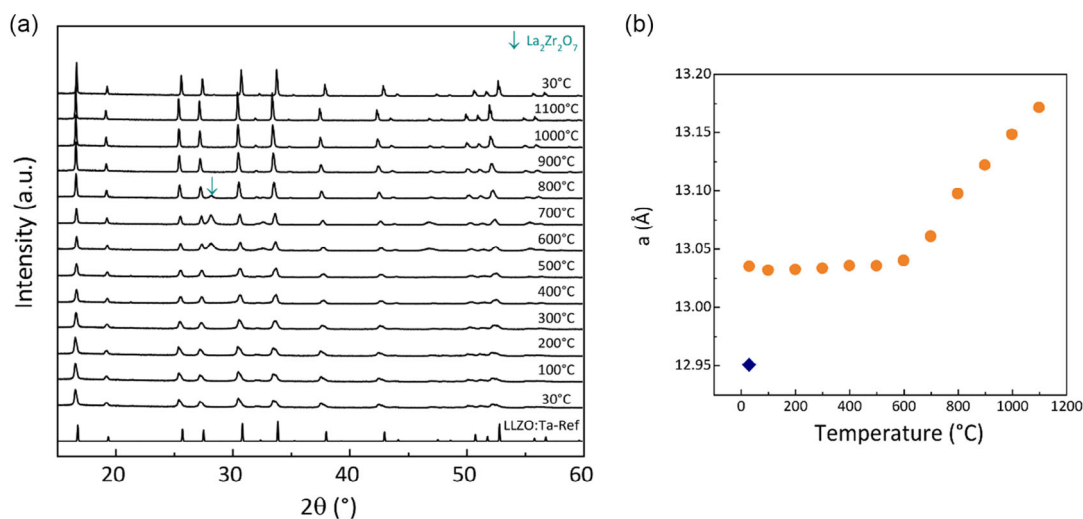 (a)
↓ La₂Zr₂O₇
30°C
1100°C
1000°C
900°C
800°C
700°C
600°C
500°C
400°C
300°C
200°C
100°C
30°C
LLZO:Ta-Ref
Intensity (a.u.)
20 30 40 50 60
2θ (°)
(b)
13.20
13.15
13.10
13.05
13.00
12.95
a (Å)
0 200 400 600 800 1000 1200
Temperature (°C)